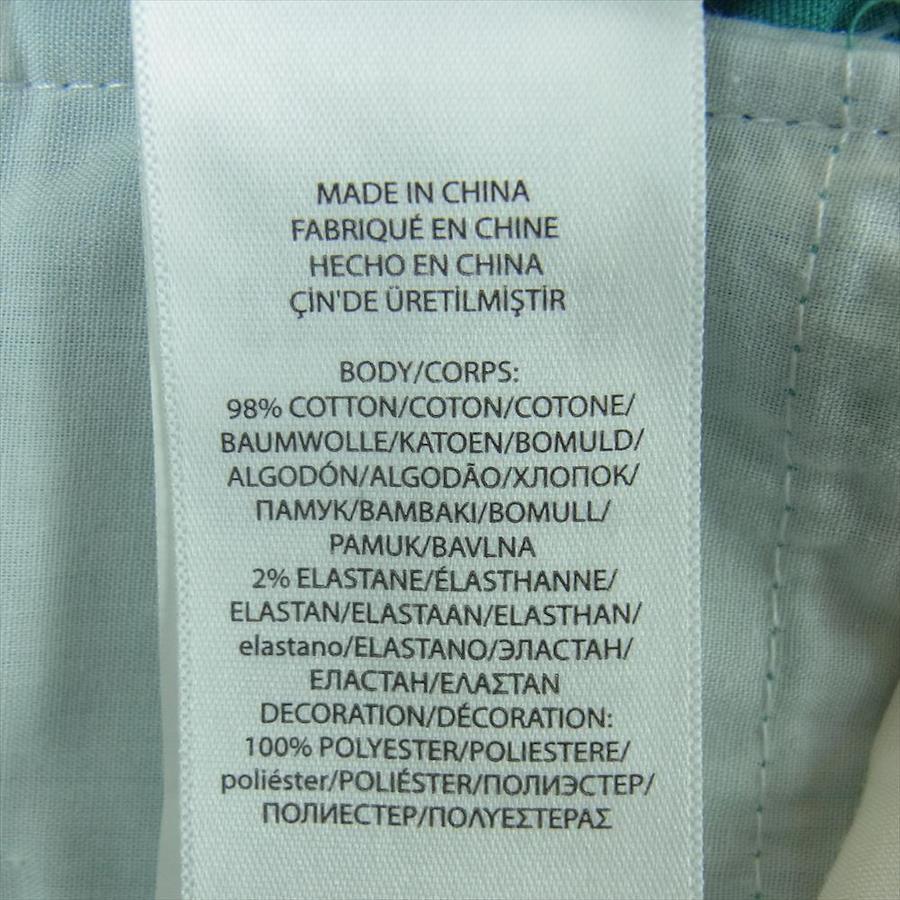 MADE IN CHINA
FABRIQUÉ EN CHINE
HECHO EN CHINA
ÇİN'DE ÜRETİLMİŞTİR
BODY/CORPS:
98% COTTON/COTON/COTONE/
BAUMWOLLE/KATOEN/BOMULD/
ALGODÓN/ALGODÃO/ХЛОПОК/
ПАМУК/BAMBAKI/BOMULL/
PAMUK/BAVLNA
2% ELASTANE/ÉLASTHANNE/
ELASTAN/ELASTAAN/ELASTHAN/
elastano/ELASTANO/ЭЛАСТАН/
ЕЛАСТАН/ΕΛΑΣΤΑΝ
DECORATION/DÉCORATION:
100% POLYESTER/POLIESTERE/
poliéster/POLIÉSTER/ПОЛИЭСТЕР/
ПОЛИЕСТЕР/ΠΟΛΥΕΣΤΕΡΑΣ